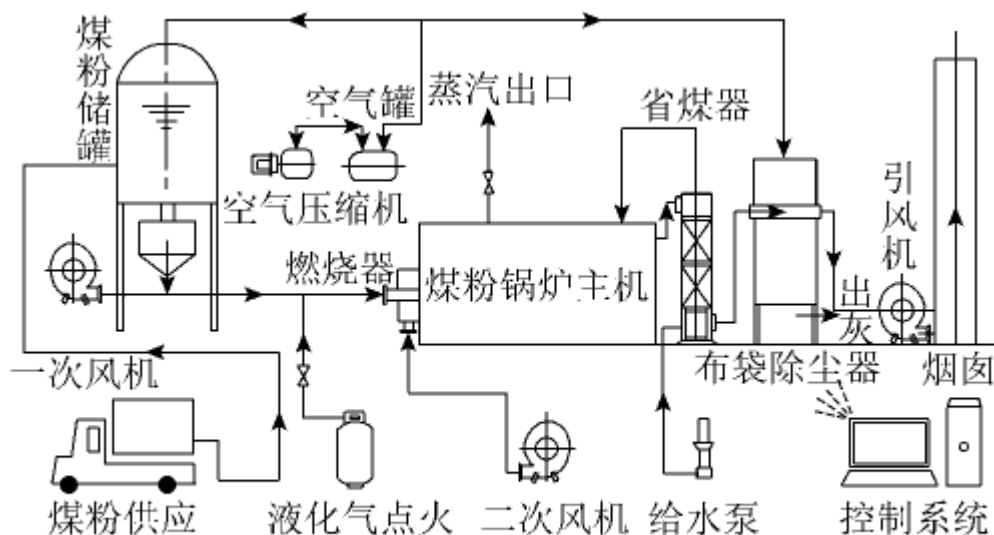 煤粉储罐
空气罐
蒸汽出口
省煤器
空气压缩机
引风机
燃烧器
煤粉锅炉主机
出灰
一次风机
布袋除尘器
烟囱
煤粉供应
液化气点火
二次风机
给水泵
控制系统